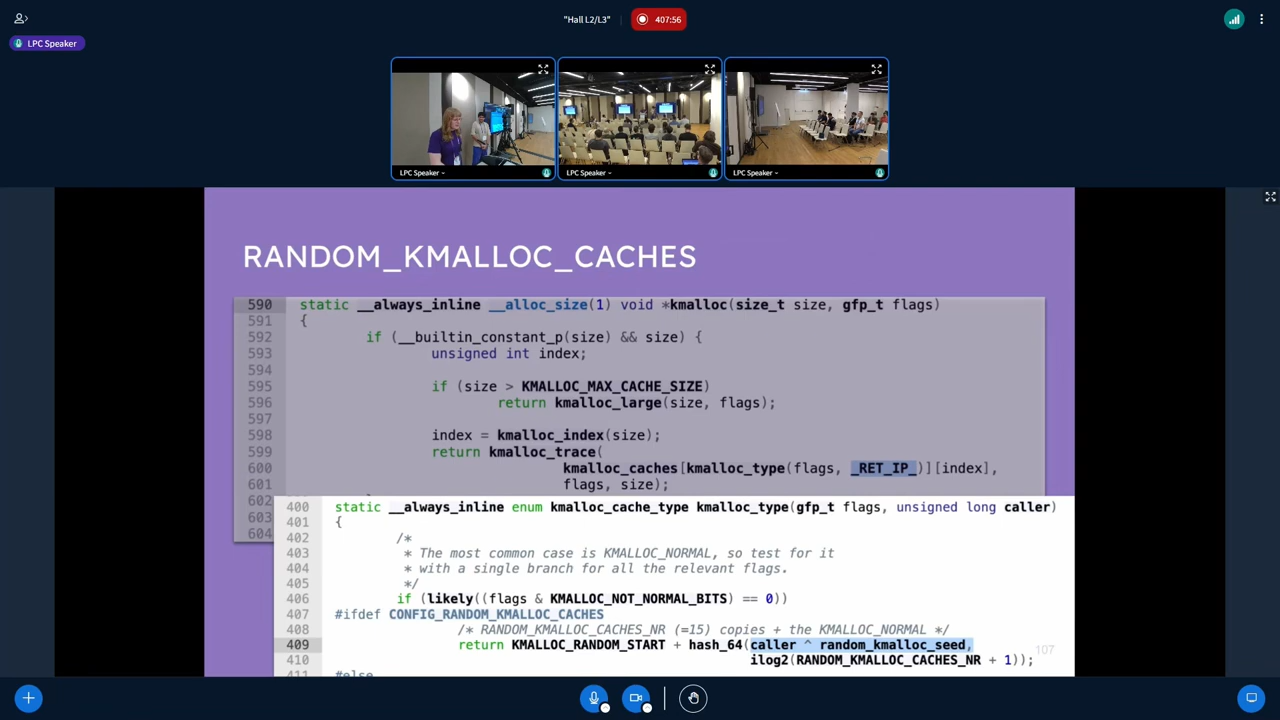 "Hall L2/L3"
407:56
LPC Speaker
LPC Speaker
LPC Speaker
LPC Speaker
RANDOM_KMALLOC_CACHES
590 static __always_inline __alloc_size(1) void *kmalloc(size_t size, gfp_t flags)
591 {
592 if (__builtin_constant_p(size) && size) {
593 unsigned int index;
594
595 if (size > KMALLOC_MAX_CACHE_SIZE)
596 return kmalloc_large(size, flags);
597
598 index = kmalloc_index(size);
599 return kmalloc_trace(
600 kmalloc_caches[kmalloc_type(flags, _RET_IP_)][index],
601 flags, size);
602
603
604
400 static __always_inline enum kmalloc_cache_type kmalloc_type(gfp_t flags, unsigned long caller)
401 {
402 /*
403 * The most common case is KMALLOC_NORMAL, so test for it
404 * with a single branch for all the relevant flags.
405 */
406 if (likely((flags & KMALLOC_NOT_NORMAL_BITS) == 0))
407 #ifdef CONFIG_RANDOM_KMALLOC_CACHES
408 /* RANDOM_KMALLOC_CACHES_NR (=15) copies + the KMALLOC_NORMAL */
409 return KMALLOC_RANDOM_START + hash_64(caller ^ random_kmalloc_seed,
410 ilog2(RANDOM_KMALLOC_CACHES_NR + 1));
411 #else
107